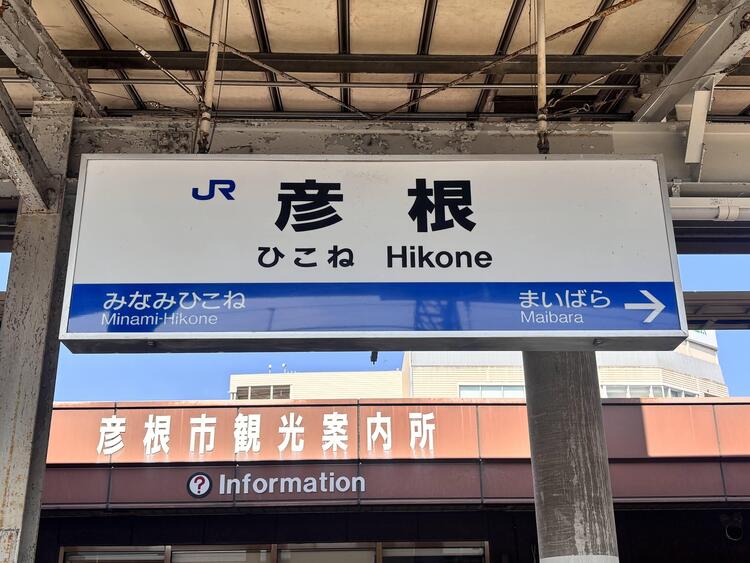 JR 彦根
ひこね Hikone
みなみひこね まいばら →
Minami-Hikone Maibara
彦根市観光案内所
? Information